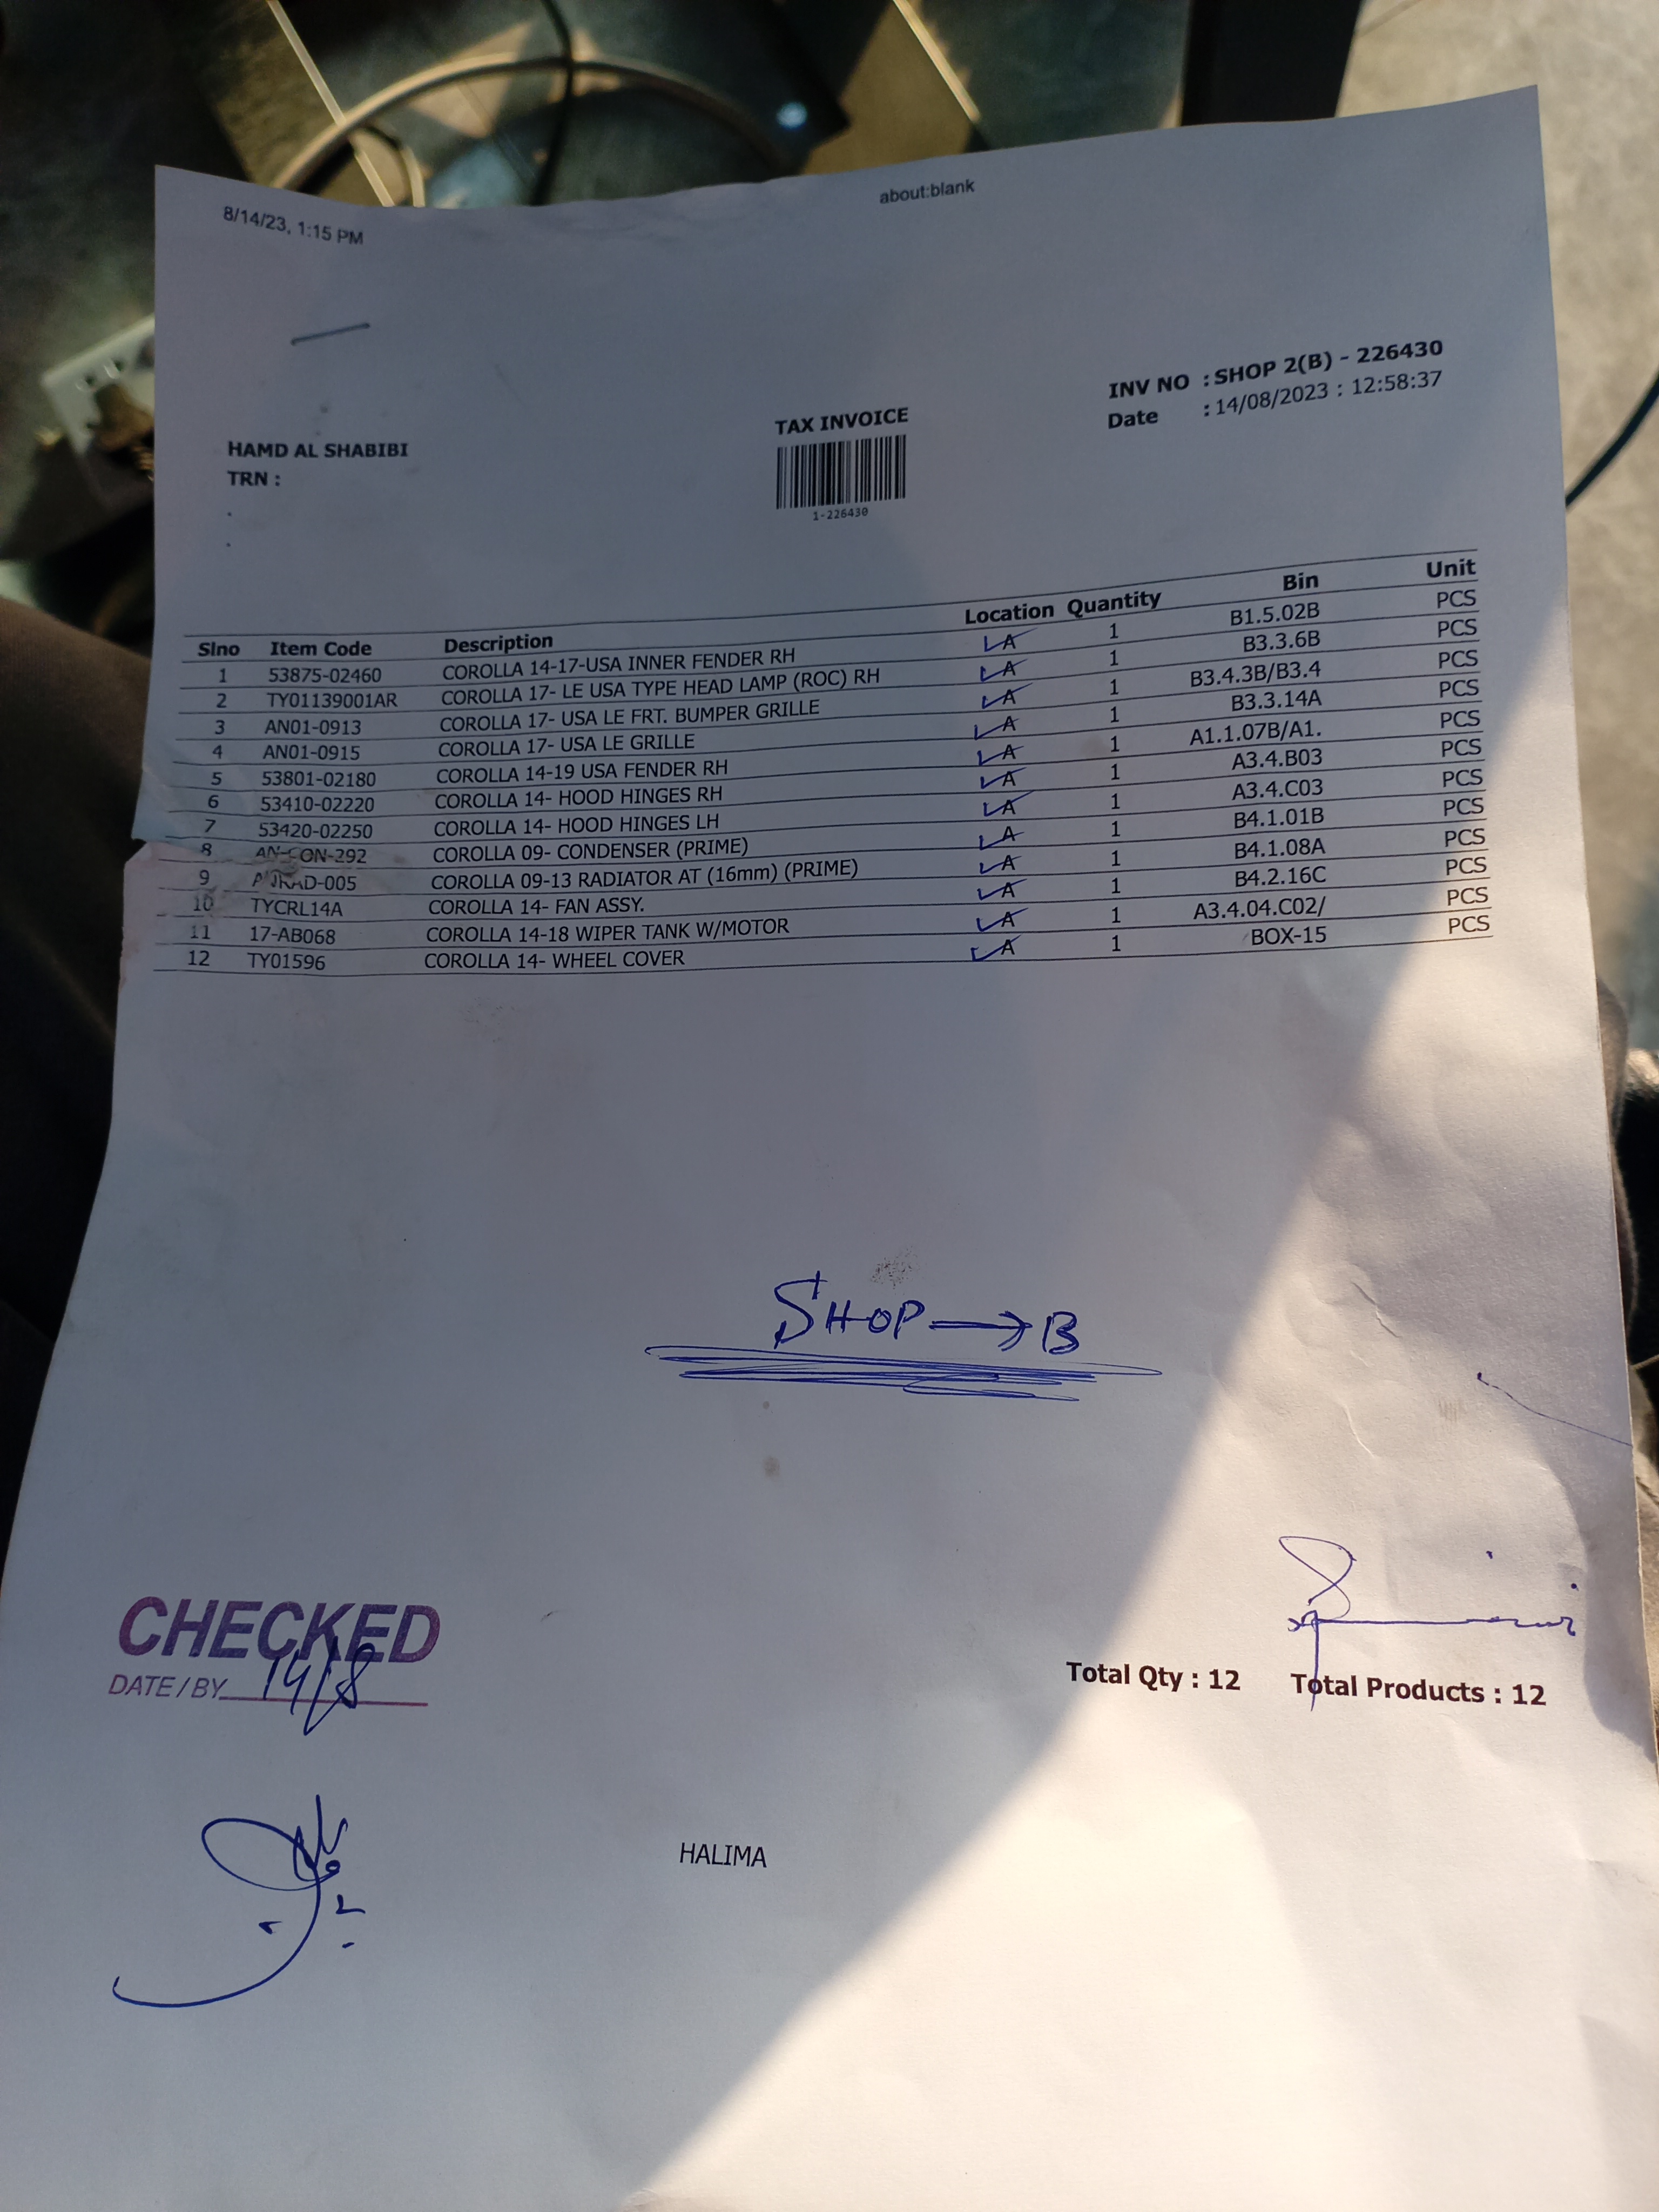 8/14/23, 1:15 PM
about:blank
INV NO : SHOP 2(B) - 226430
Date : 14/08/2023 : 12:58:37
TAX INVOICE
1-226430
HAMD AL SHABIBI
TRN :
Slno Item Code Description Location Quantity Bin Unit
1 53875-02460 COROLLA 14-17-USA INNER FENDER RH A 1 B1.5.02B PCS
2 TY01139001AR COROLLA 17- LE USA TYPE HEAD LAMP (ROC) RH A 1 B3.3.6B PCS
3 AN01-0913 COROLLA 17- USA LE FRT. BUMPER GRILLE A 1 B3.4.3B/B3.4 PCS
4 AN01-0915 COROLLA 17- USA LE GRILLE A 1 B3.3.14A PCS
5 53801-02180 COROLLA 14-19 USA FENDER RH A 1 A1.1.07B/A1. PCS
6 53410-02220 COROLLA 14- HOOD HINGES RH A 1 A3.4.B03 PCS
7 53420-02250 COROLLA 14- HOOD HINGES LH A 1 A3.4.C03 PCS
8 AN-CON-292 COROLLA 09- CONDENSER (PRIME) A 1 B4.1.01B PCS
9 COROLLA 09-13 RADIATOR AT (16mm) (PRIME) A 1 B4.1.08A PCS
10 TYCRL14A COROLLA 14- FAN ASSY. A 1 B4.2.16C PCS
11 17-AB068 COROLLA 14-18 WIPER TANK W/MOTOR A 1 A3.4.04.C02/ PCS
12 TY01596 COROLLA 14- WHEEL COVER A 1 BOX-15 PCS
SHOP → B
CHECKED
DATE/BY 14/8
Total Qty : 12 Total Products : 12
HALIMA